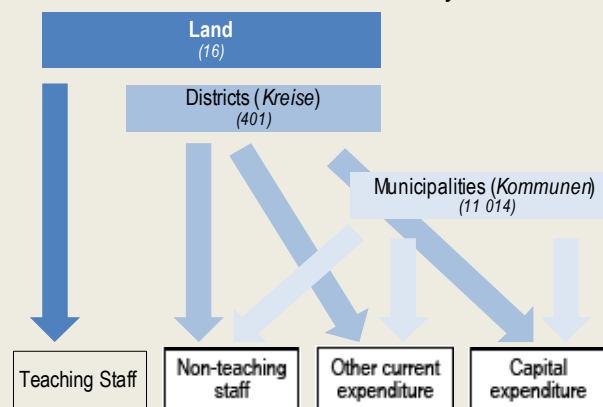 Land
(16)
Districts (Kreise)
(401)
Municipalities (Kommunen)
(11 014)
Teaching Staff
Non-teaching
staff
Other current
expenditure
Capital
expenditure